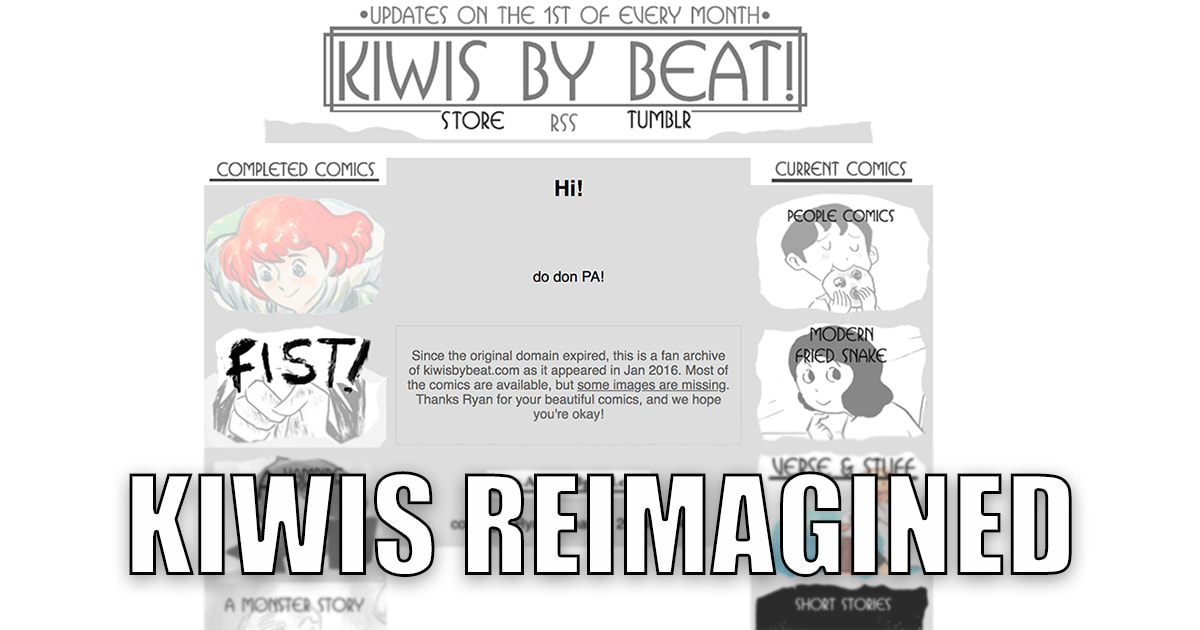 •UPDATES ON THE 1ST OF EVERY MONTH•
KIWIS BY BEAT!
STORE
RSS
TUMBLR
COMPLETED COMICS
FIST!
A MONSTER STORY
Hi!
do don PA!
Since the original domain expired, this is a fan archive
of kiwisbybeat.com as it appeared in Jan 2016. Most of
the comics are available, but some images are missing.
Thanks Ryan for your beautiful comics, and we hope
you're okay!
CURRENT COMICS
PEOPLE COMICS
MODERN
FRIED SNAKE
VERSE & STUFF
SHORT STORIES
KIWIS REIMAGINED